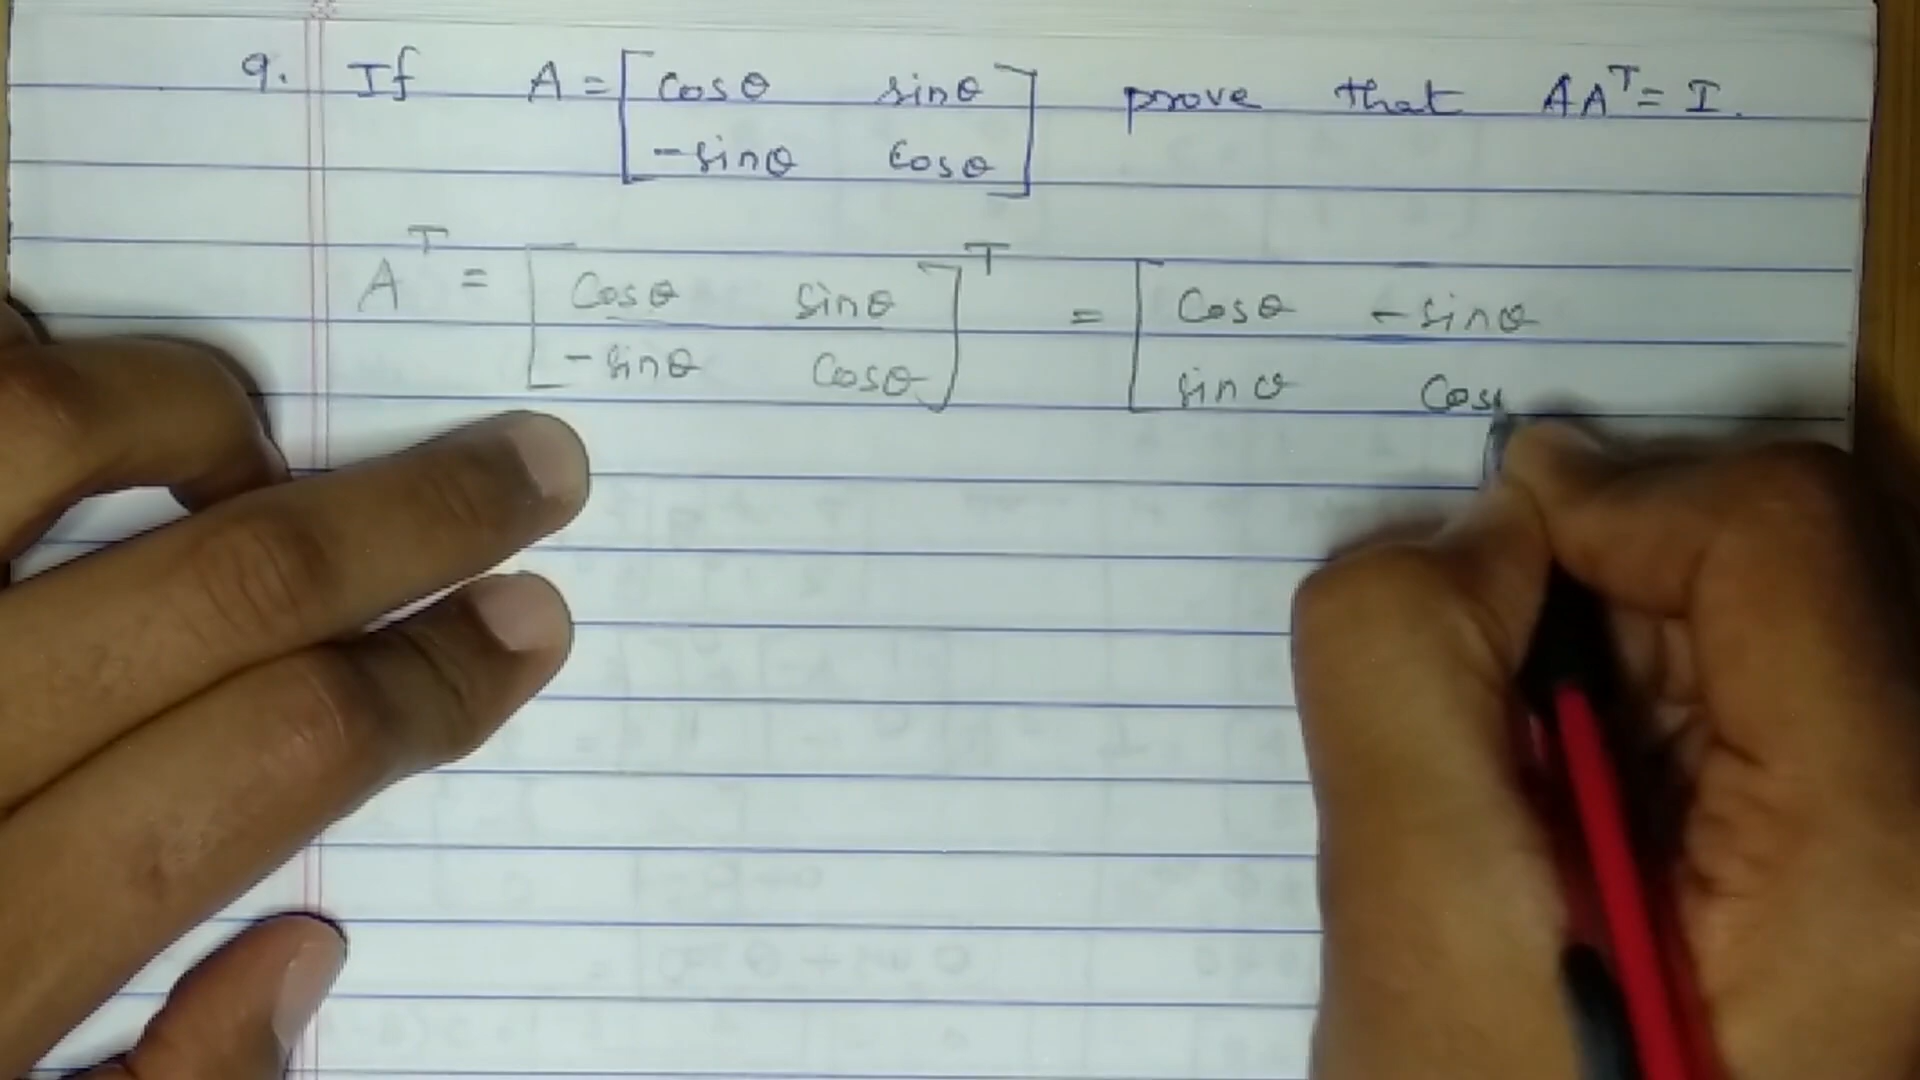 9. If A = [cosθ sinθ] prove that AA^T = I.
[-sinθ cosθ]
A^T = [Cosθ sinθ]^T = [Cosθ -sinθ
[-sinθ Cosθ] [sinθ Cos